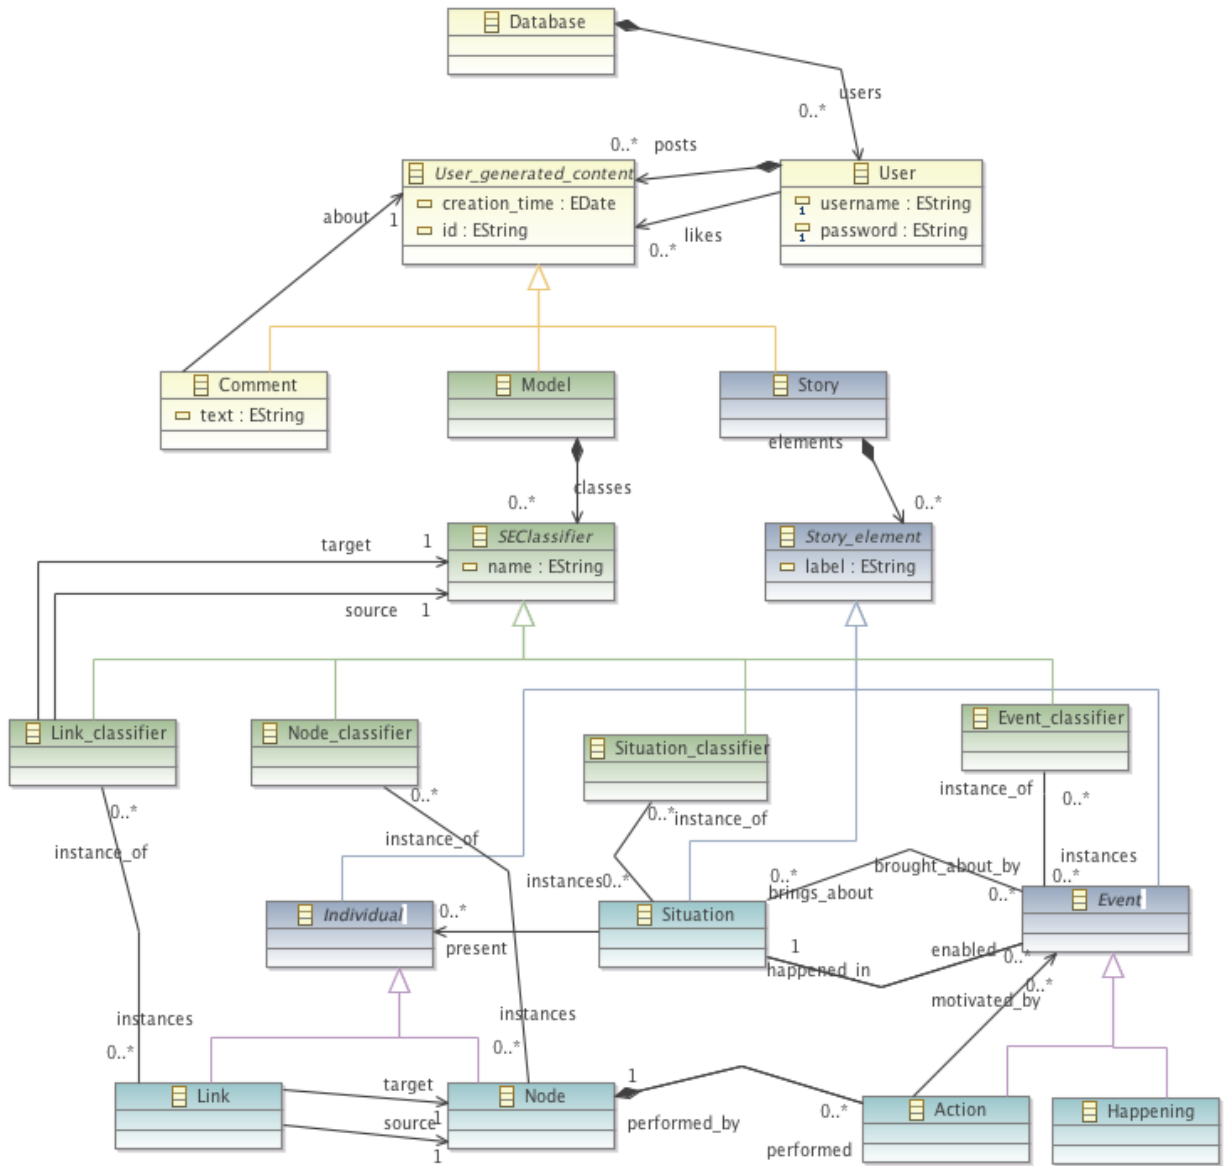 Database
users
0..*
0..* posts
User_generated_content
creation_time : EDate
id : EString
User
username : EString
1
password : EString
1
about
1
likes
0..*
Comment
text : EString
Model
Story
elements
classes
0..*
0..*
SEClassifier
name : EString
Story_element
label : EString
target 1
source 1
Link_classifier
Node_classifier
Situation_classifier
Event_classifier
instance_of
0..*
0..*
0..*
0..*
instance_of
instance_of
instance_of
instances
0..*
instances
0..*
brought_about_by
0..*
brings_about
0..*
Individual
0..*
present
Situation
Event
1
happened_in
enabled 0..*
0..*
motivated_by
instances
0..*
instances
0..*
Link
target
1
source
1
Node
1
performed_by
0..*
performed
Action
Happening